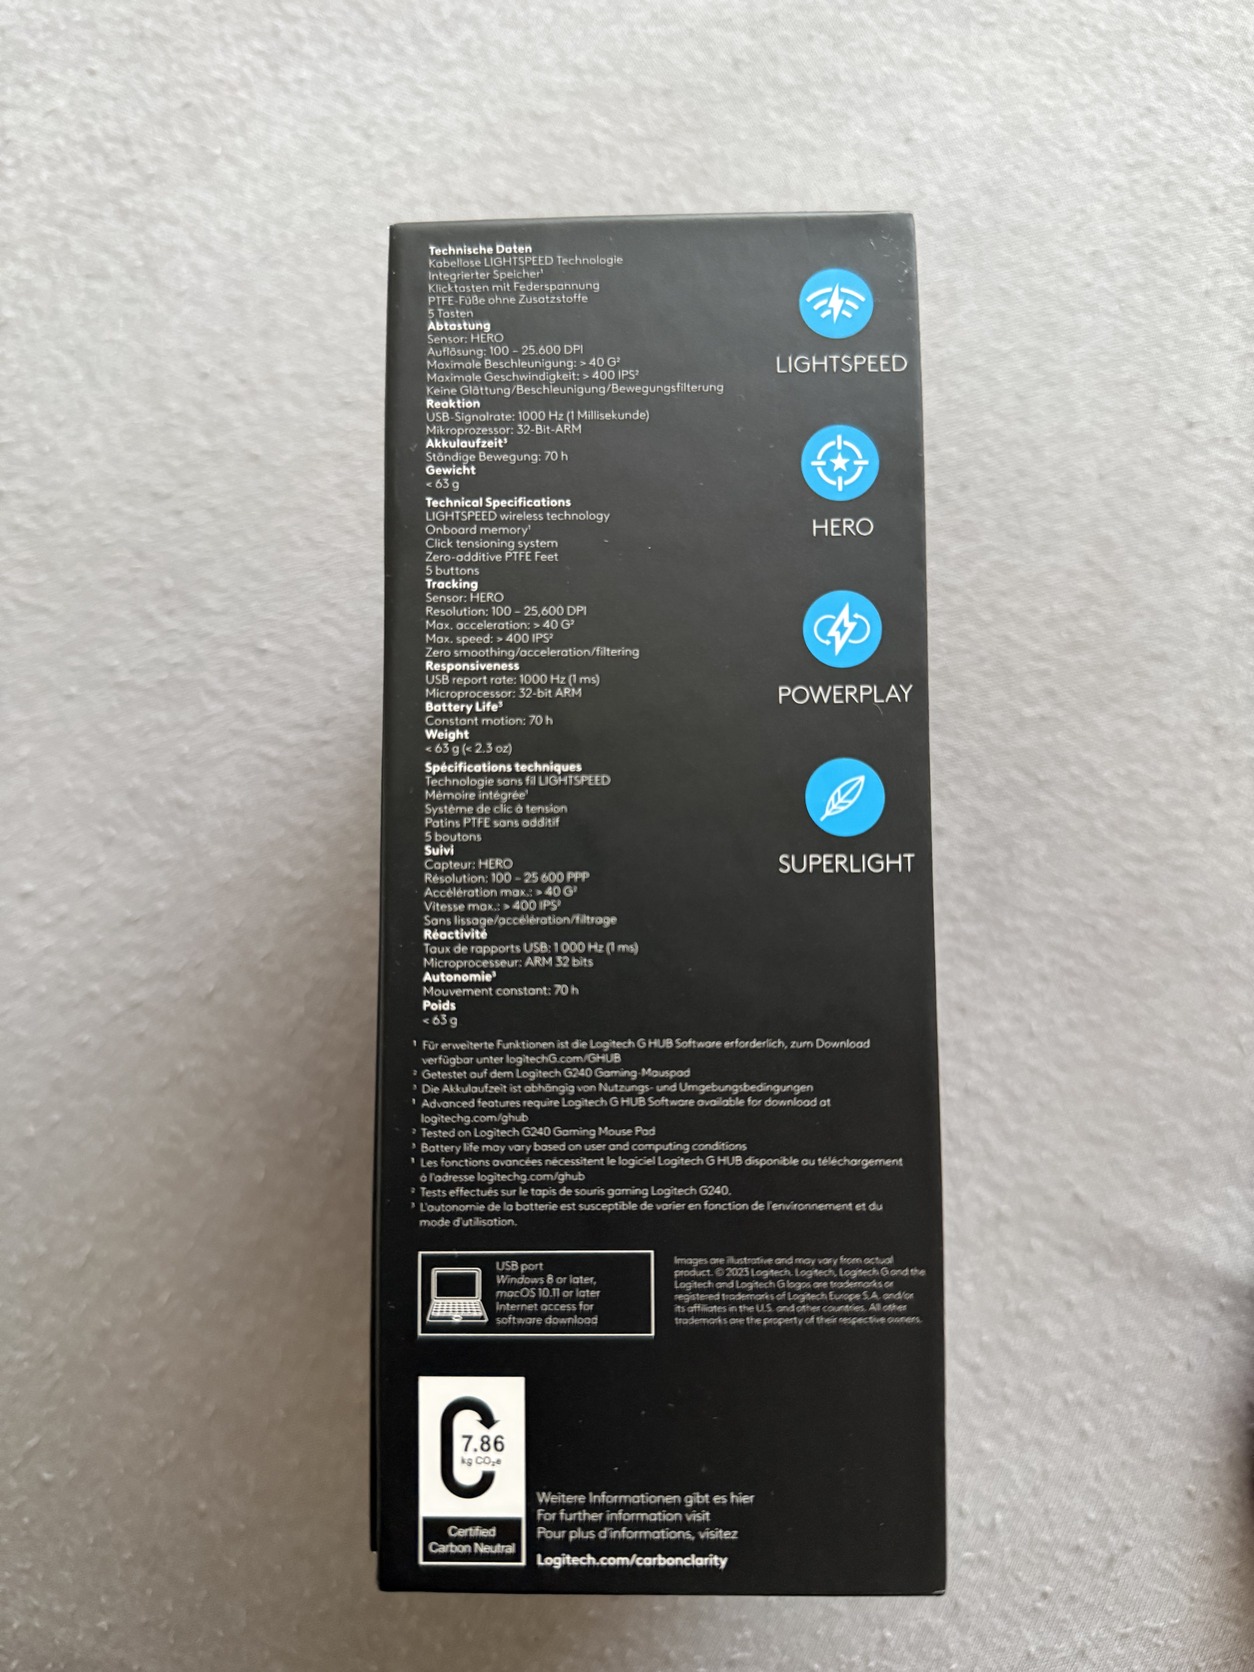 Technische Daten
Kabellose LIGHTSPEED Technologie
Integrierter Speicher¹
Klicktasten mit Federspannung
PTFE-Füße ohne Zusatzstoffe
5 Tasten
Abtastung
Sensor: HERO
Auflösung: 100 – 25.600 DPI
Maximale Beschleunigung: > 40 G²
Maximale Geschwindigkeit: > 400 IPS²
Keine Glättung/Beschleunigung/Bewegungsfilterung
Reaktion
USB-Signalrate: 1000 Hz (1 Millisekunde)
Mikroprozessor: 32-Bit-ARM
Akkulaufzeit³
Ständige Bewegung: 70 h
Gewicht
< 63 g
Technical Specifications
LIGHTSPEED wireless technology
Onboard memory¹
Click tensioning system
Zero-additive PTFE Feet
5 buttons
Tracking
Sensor: HERO
Resolution: 100 – 25,600 DPI
Max. acceleration: > 40 G²
Max. speed: > 400 IPS²
Zero smoothing/acceleration/filtering
Responsiveness
USB report rate: 1000 Hz (1 ms)
Microprocessor: 32-bit ARM
Battery Life³
Constant motion: 70 h
Weight
< 63 g (< 2.3 oz)
Spécifications techniques
Technologie sans fil LIGHTSPEED
Mémoire intégrée¹
Système de clic à tension
Patins PTFE sans additif
5 boutons
Suivi
Capteur: HERO
Résolution: 100 – 25 600 PPP
Accélération max.: > 40 G²
Vitesse max.: > 400 IPS²
Sans lissage/accélération/filtrage
Réactivité
Taux de rapports USB: 1 000 Hz (1 ms)
Microprocesseur: ARM 32 bits
Autonomie³
Mouvement constant: 70 h
Poids
< 63 g
LIGHTSPEED
HERO
POWERPLAY
SUPERLIGHT
¹ Für erweiterte Funktionen ist die Logitech G HUB Software erforderlich, zum Download
verfügbar unter logitechG.com/GHUB
² Getestet auf dem Logitech G240 Gaming-Mauspad
³ Die Akkulaufzeit ist abhängig von Nutzungs- und Umgebungsbedingungen
¹ Advanced features require Logitech G HUB Software available for download at
logitechg.com/ghub
² Tested on Logitech G240 Gaming Mouse Pad
³ Battery life may vary based on user and computing conditions
¹ Les fonctions avancées nécessitent le logiciel Logitech G HUB disponible au téléchargement
à l'adresse logitechg.com/ghub
² Tests effectués sur le tapis de souris gaming Logitech G240.
³ L'autonomie de la batterie est susceptible de varier en fonction de l'environnement et du
mode d'utilisation.
USB port
Windows 8 or later,
macOS 10.11 or later
Internet access for
software download
Images are illustrative and may vary from actual
product. © 2023 Logitech. Logitech, Logitech G and the
Logitech and Logitech G logos are trademarks or
registered trademarks of Logitech Europe S.A. and/or
its affiliates in the U.S. and other countries. All other
trademarks are the property of their respective owners.
7.86
kg CO₂e
Certified
Carbon Neutral
Weitere Informationen gibt es hier
For further information visit
Pour plus d'informations, visitez
Logitech.com/carbonclarity